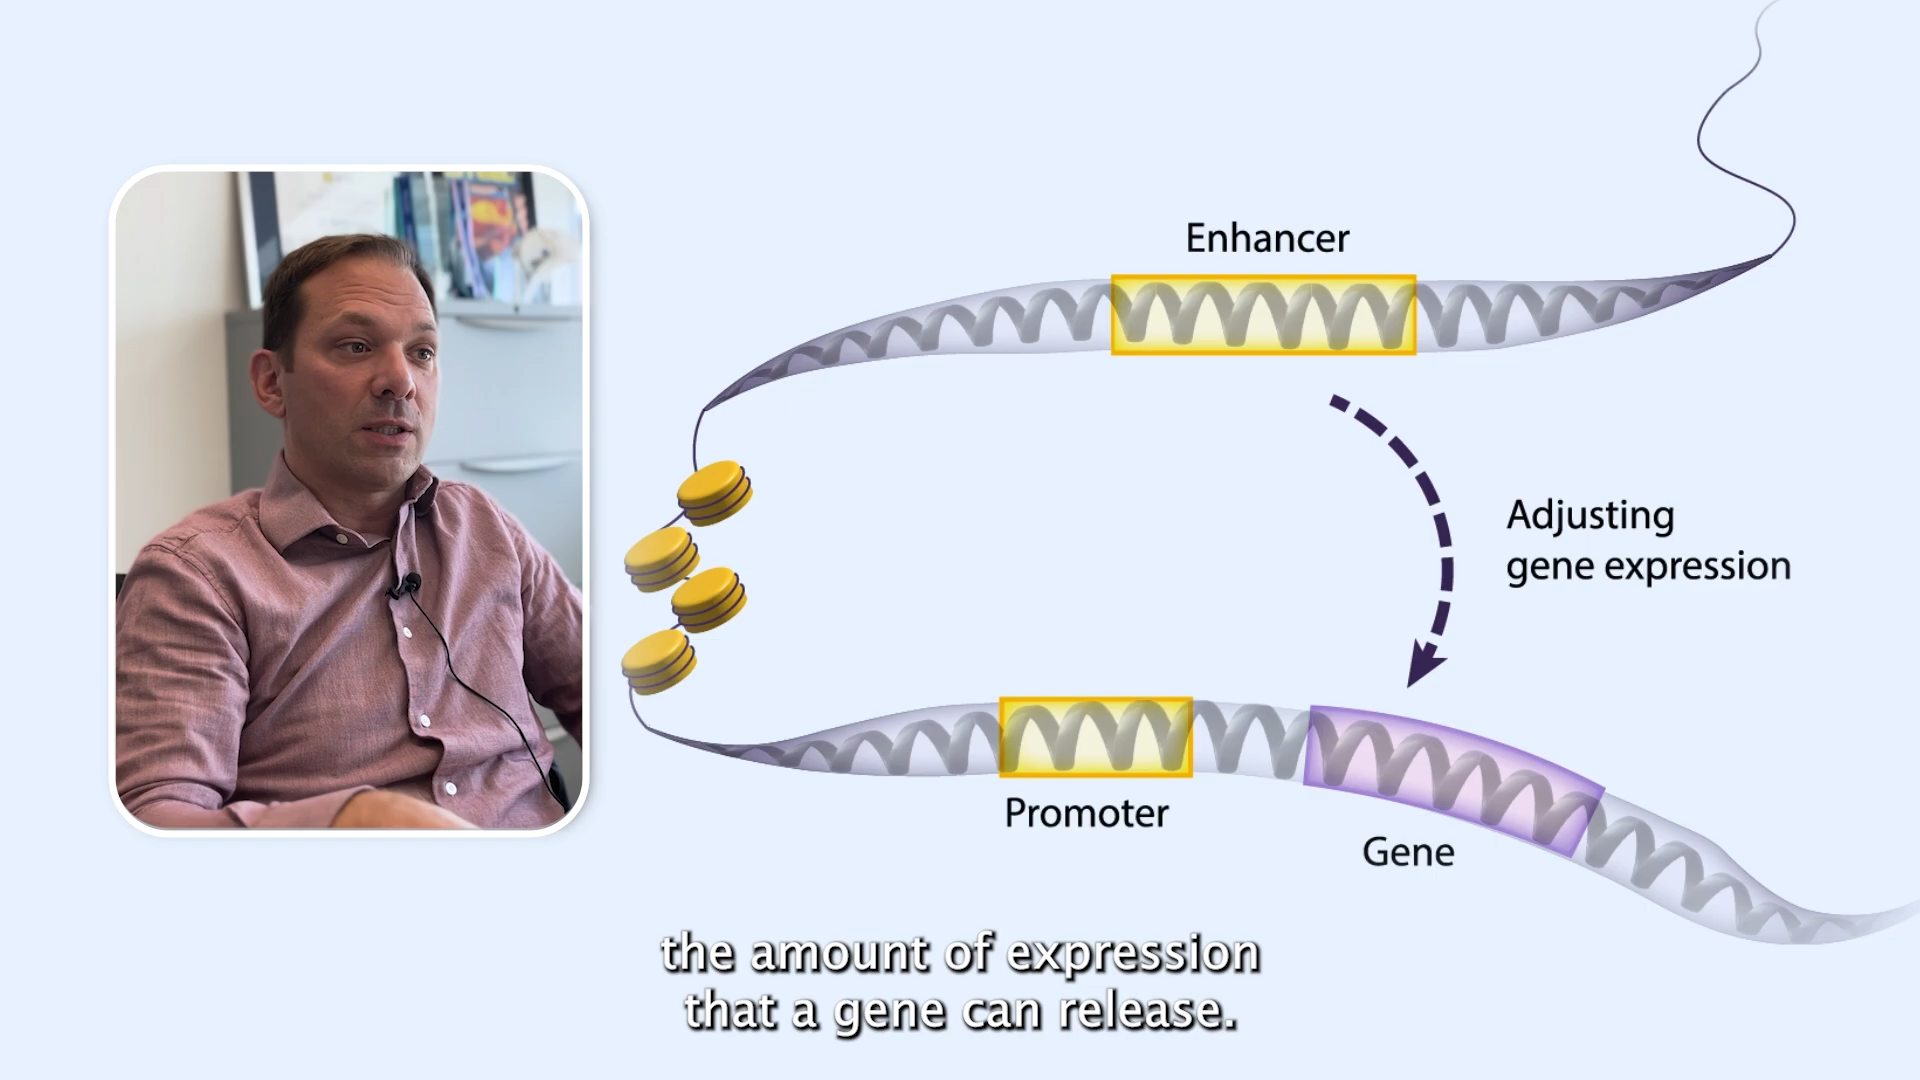 Enhancer
Adjusting
gene expression
Promoter
Gene
the amount of expression
that a gene can release.